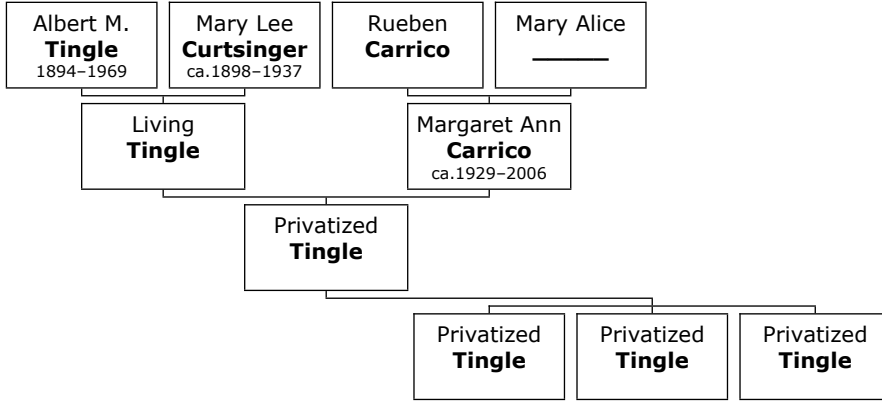 Albert M.
Tingle
1894–1969
Mary Lee
Curtsinger
ca.1898–1937
Rueben
Carrico
Mary Alice
______
Living
Tingle
Margaret Ann
Carrico
ca.1929–2006
Privatized
Tingle
Privatized
Tingle
Privatized
Tingle
Privatized
Tingle